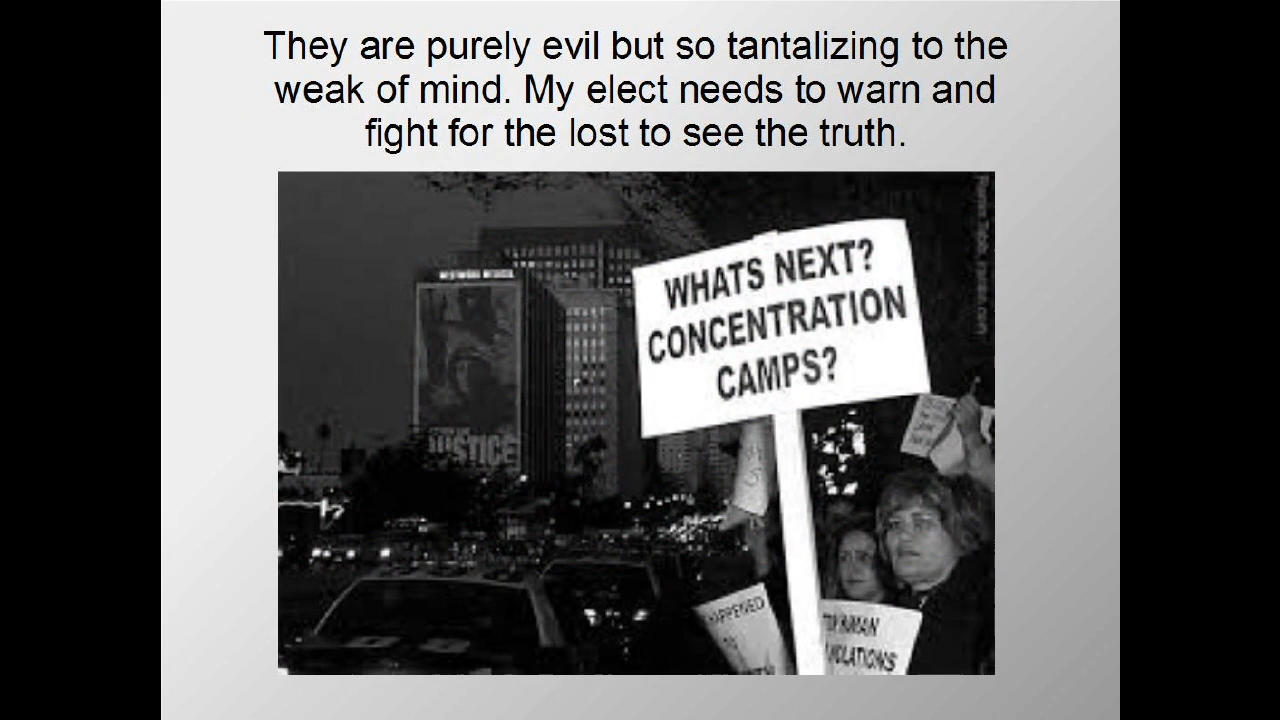 They are purely evil but so tantalizing to the
weak of mind. My elect needs to warn and
fight for the lost to see the truth.
WHATS NEXT?
CONCENTRATION
CAMPS?
JUSTICE
HUMAN